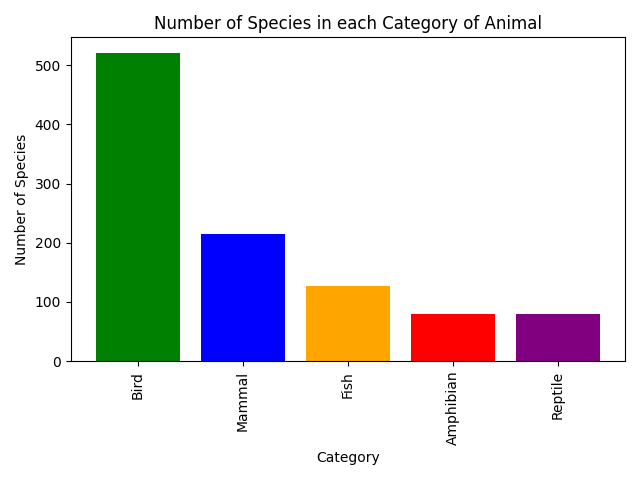 Number of Species in each Category of Animal
Number of Species
500
400
300
200
100
0
Bird
Mammal
Fish
Amphibian
Reptile
Category